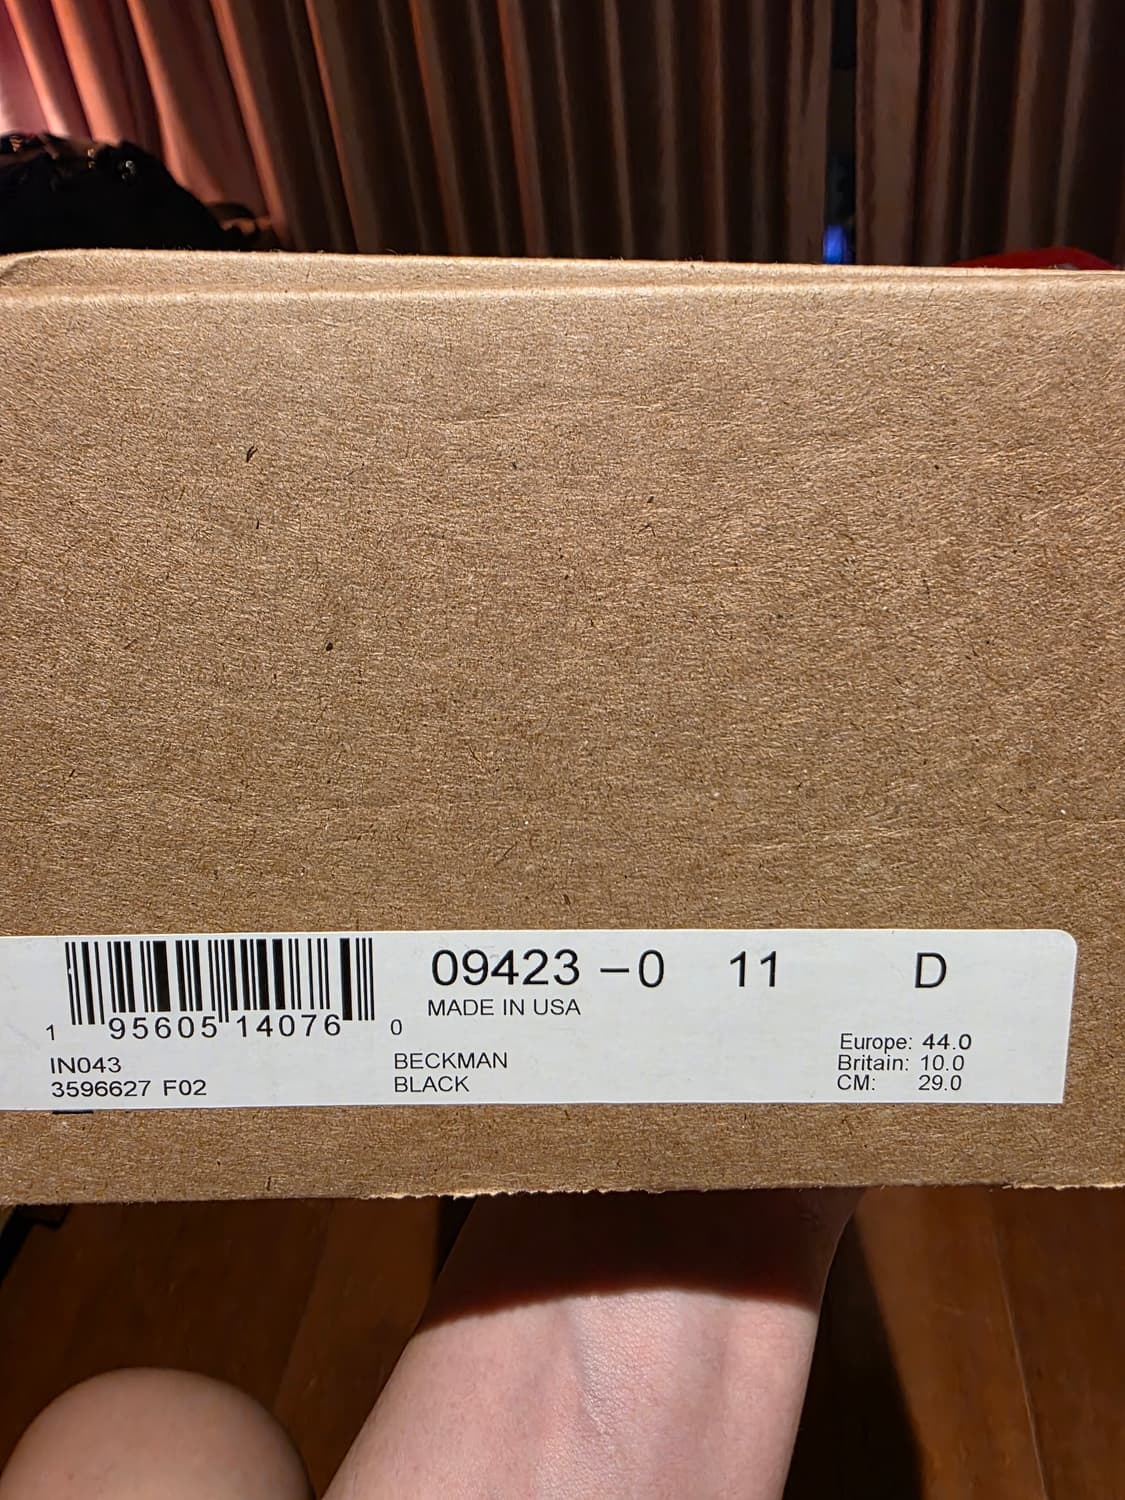 09423 – 0 11 D
MADE IN USA
1 95605 14076 0
IN043
3596627 F02
BECKMAN
BLACK
Europe: 44.0
Britain: 10.0
CM: 29.0